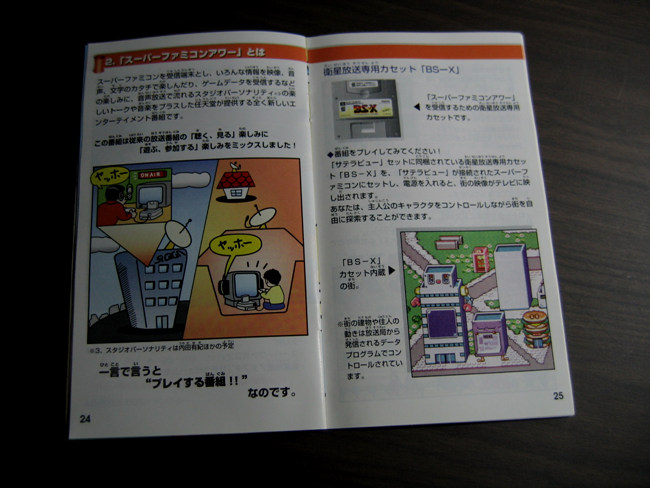 2.「スーパーファミコンアワー」とは
スーパーファミコンを受信端末とし、いろんな情報を映像、音
声、文字のカタチで楽しんだり、ゲームデータを受信するなど
の楽しみに、音声放送で流れるスタジオパーソナリティ※3の楽
しいトークや音楽をプラスした任天堂が提供する全く新しいエン
ターテイメント番組です。
この番組は従来の放送番組の「聴く、見る」楽しみに
「遊ぶ、参加する」楽しみをミックスしました!
ヤッホー
ON AIR
ヤッホー
※3. スタジオパーソナリティは内田有紀ほかの予定
一言で言うと
"プレイする番組!!"
なのです。
24
衛星放送専用カセット「BS-X」
BS-X
◀
「スーパーファミコンアワー」
を受信するための衛星放送専用
カセットです。
◆番組をプレイしてみてください!
「サテラビュー」セットに同梱されている衛星放送専用カセッ
ト「BS-X」を、「サテラビュー」が接続されたスーパーフ
ァミコンにセットし、電源を入れると、街の映像がテレビに映
し出されます。
あなたは、主人公のキャラクタをコントロールしながら街を自
由に探索することができます。
「BS-X」
カセット内蔵 ▶
の街。
※街の建物や住人の
動きは放送局から
発信されるデータ
プログラムでコン
トロールされてい
ます。
25